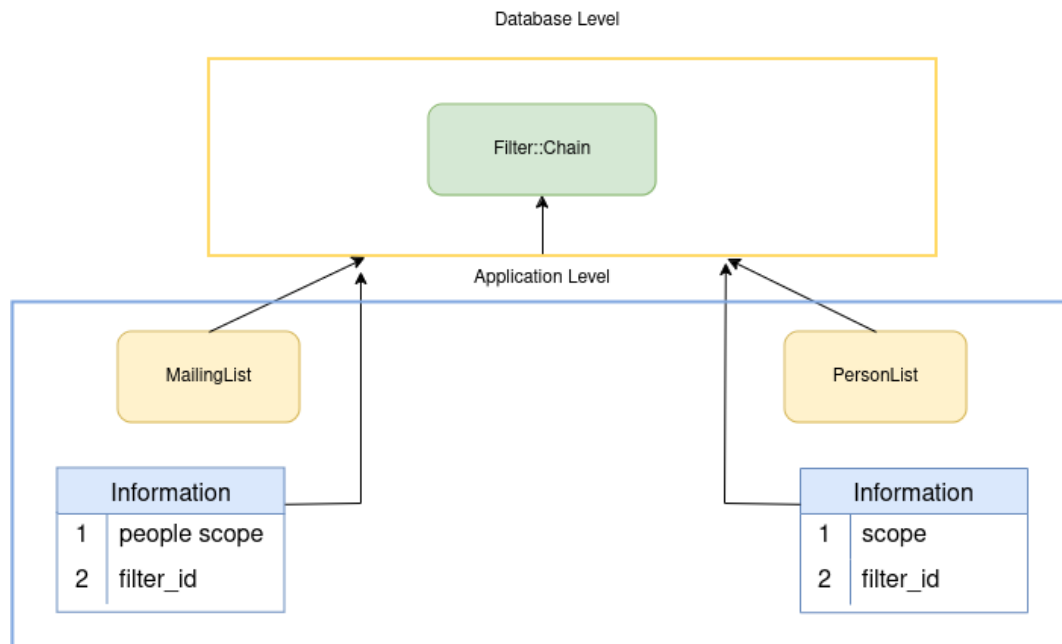 Database Level
Filter::Chain
Application Level
MailingList
PersonList
Information
1 people scope
2 filter_id
Information
1 scope
2 filter_id